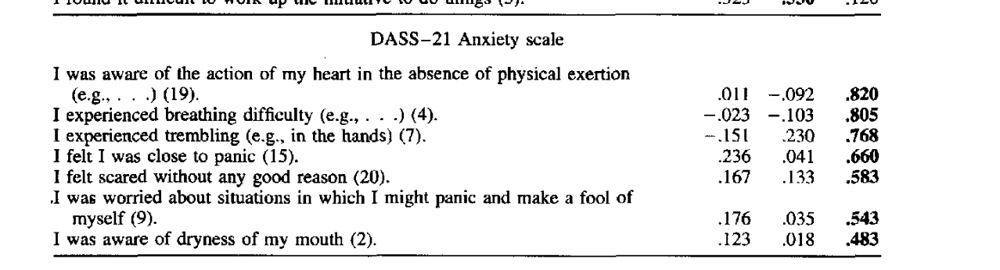 I found it difficult to work up the initiative to do things (5). .323 .550 .126
DASS–21 Anxiety scale
I was aware of the action of my heart in the absence of physical exertion
(e.g., . . .) (19). .011 −.092 .820
I experienced breathing difficulty (e.g., . . .) (4). −.023 −.103 .805
I experienced trembling (e.g., in the hands) (7). −.151 .230 .768
I felt I was close to panic (15). .236 .041 .660
I felt scared without any good reason (20). .167 .133 .583
I was worried about situations in which I might panic and make a fool of
myself (9). .176 .035 .543
I was aware of dryness of my mouth (2). .123 .018 .483